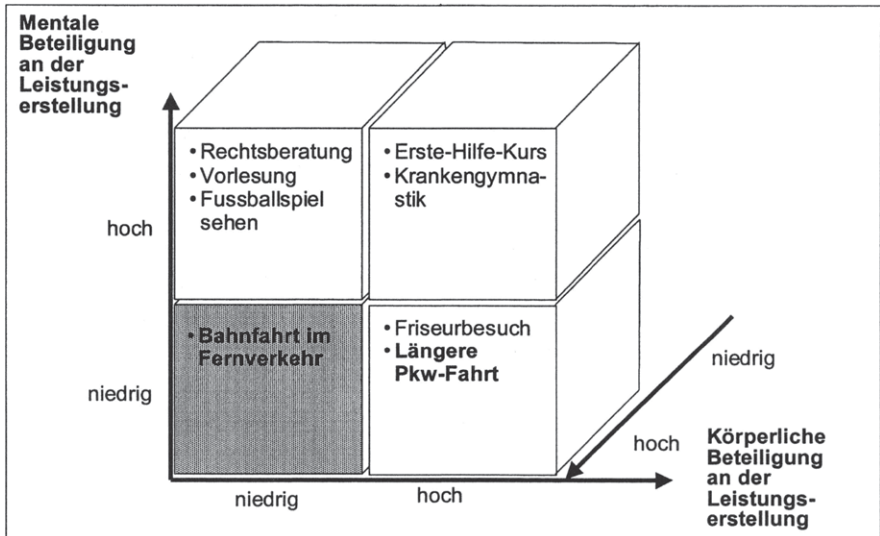 Mentale
Beteiligung
an der
Leistungs-
erstellung
• Rechtsberatung
• Vorlesung
• Fussballspiel
sehen
• Erste-Hilfe-Kurs
• Krankengymna-
stik
hoch
• Bahnfahrt im
Fernverkehr
• Friseurbesuch
• Längere
Pkw-Fahrt
niedrig
niedrig
hoch
niedrig
hoch
Körperliche
Beteiligung
an der
Leistungs-
erstellung